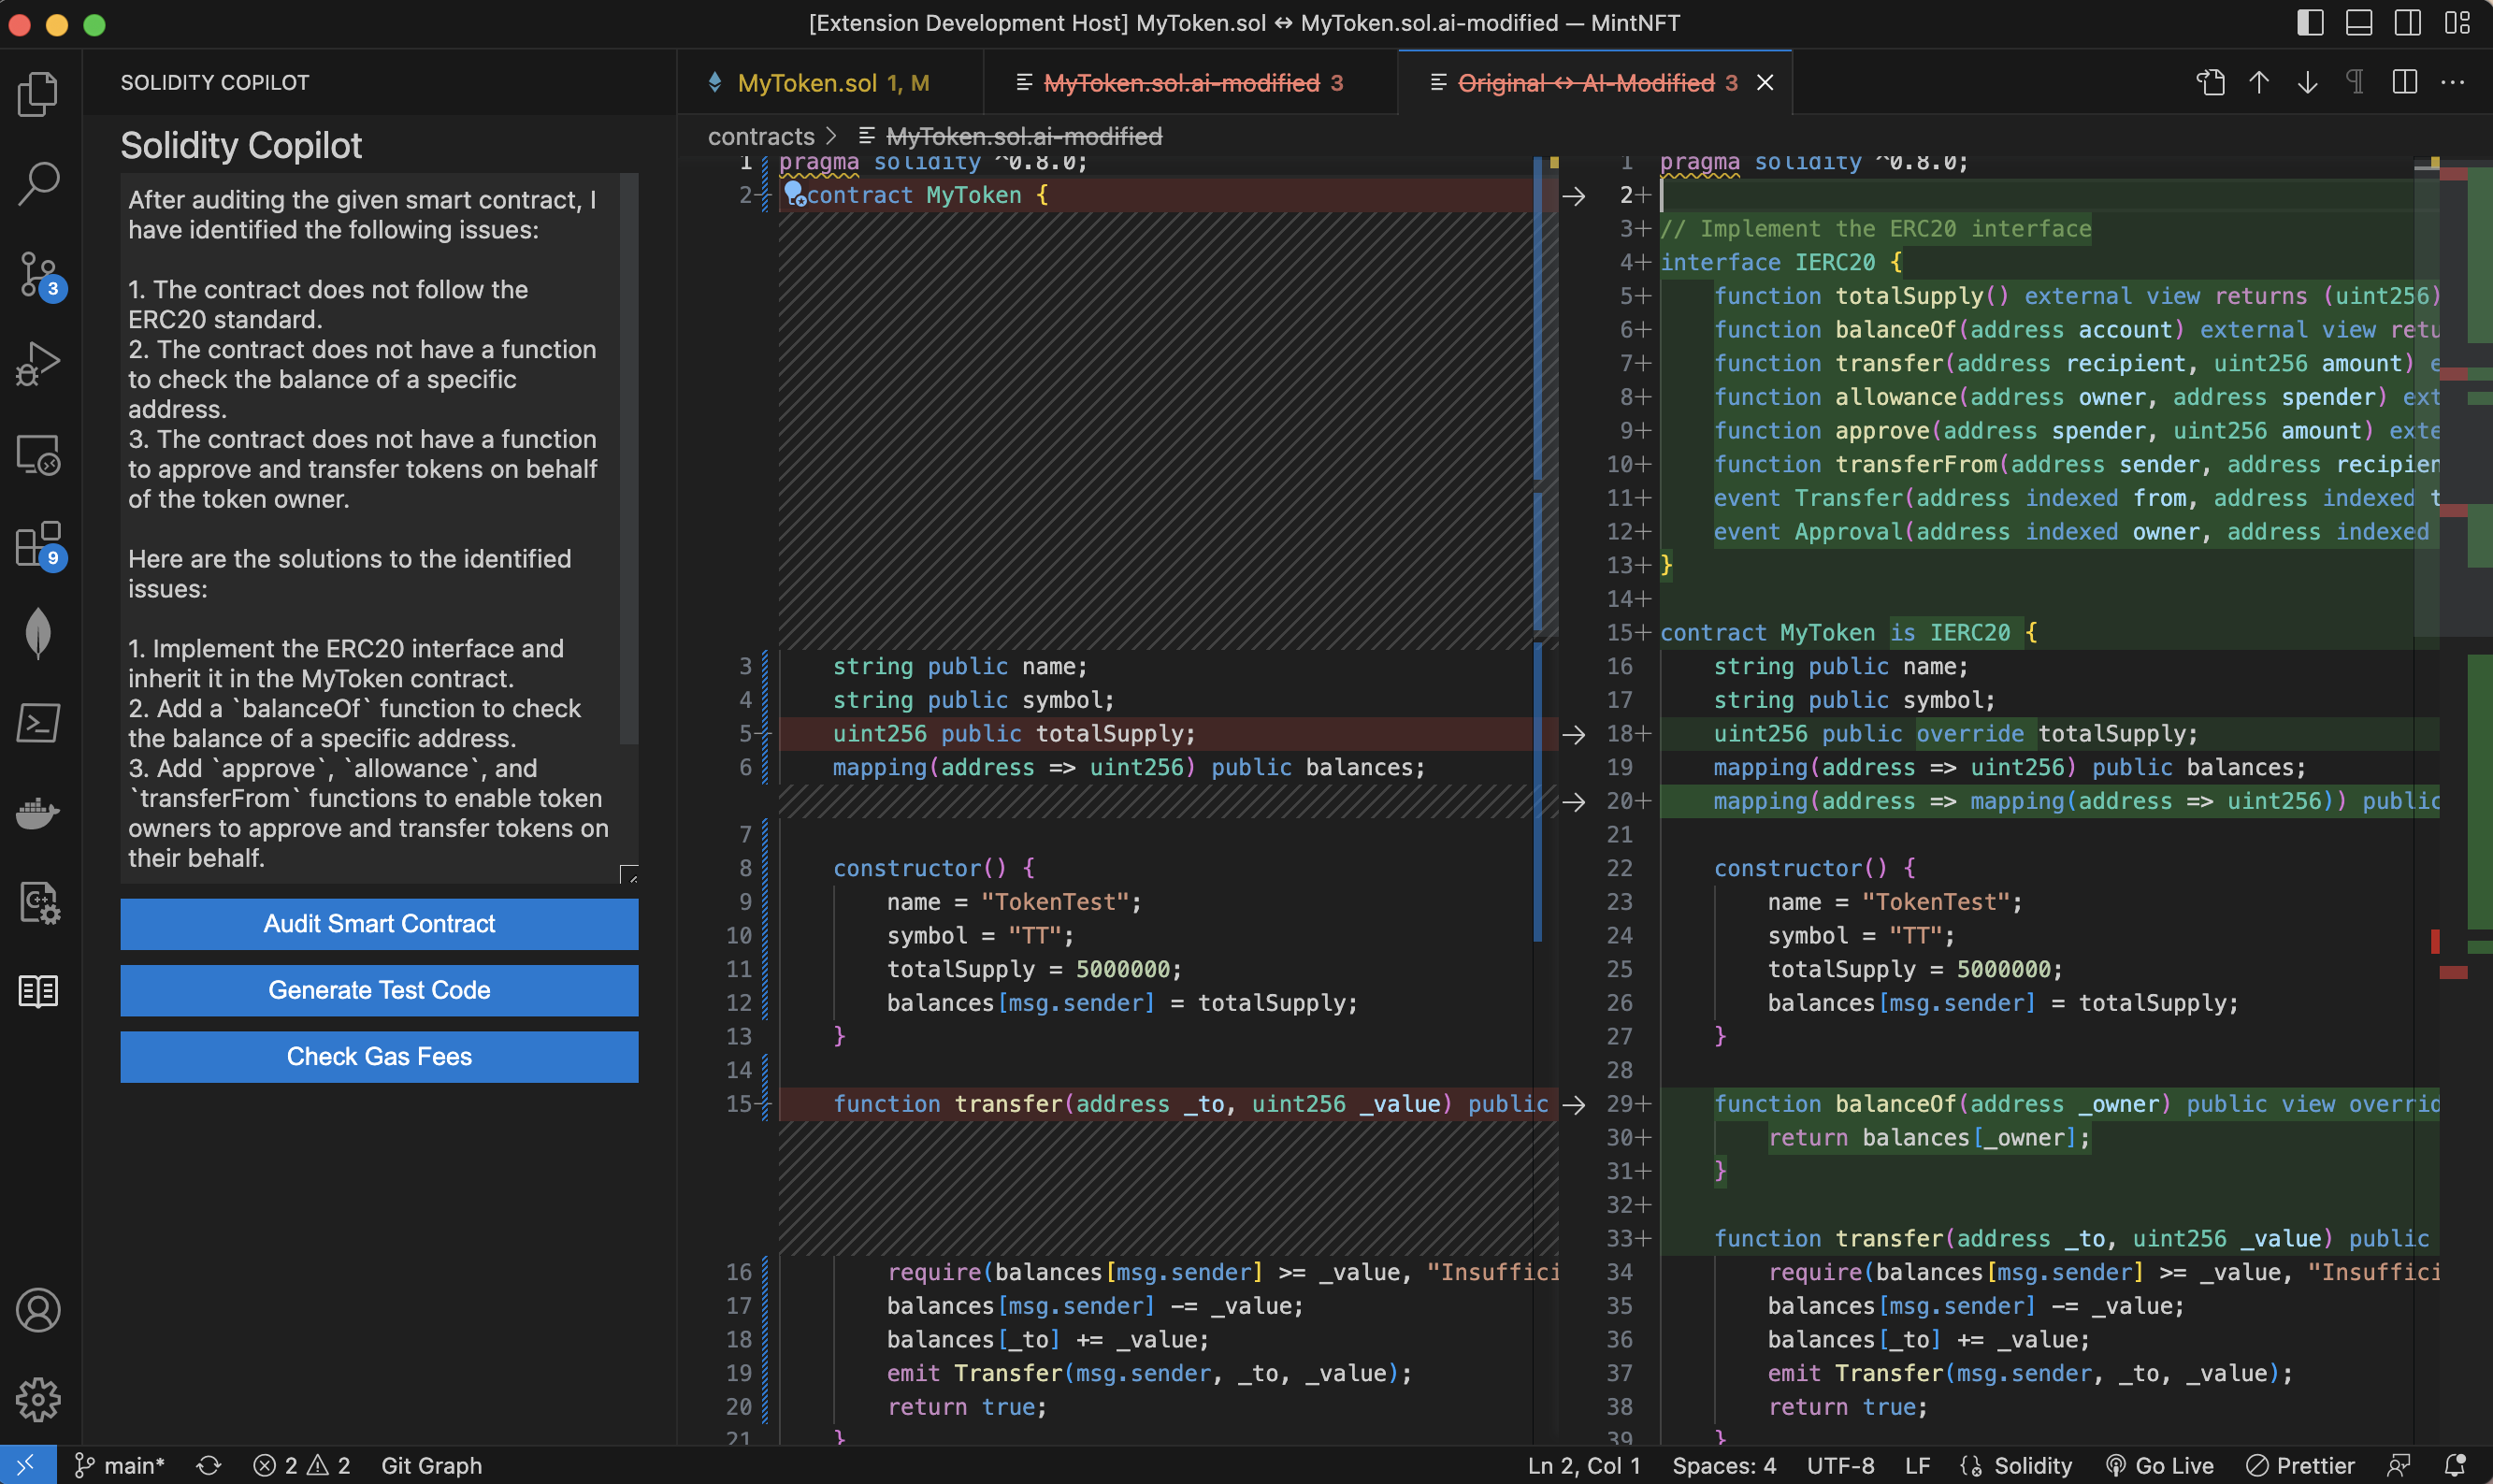 [Extension Development Host] MyToken.sol ↔ MyToken.sol.ai-modified — MintNFT
SOLIDITY COPILOT
MyToken.sol 1, M
MyToken.sol.ai-modified 3
Original ↔ AI-Modified 3
contracts > MyToken.sol.ai-modified
3
9
Solidity Copilot
After auditing the given smart contract, I
have identified the following issues:
1. The contract does not follow the
ERC20 standard.
2. The contract does not have a function
to check the balance of a specific
address.
3. The contract does not have a function
to approve and transfer tokens on behalf
of the token owner.
Here are the solutions to the identified
issues:
1. Implement the ERC20 interface and
inherit it in the MyToken contract.
2. Add a `balanceOf` function to check
the balance of a specific address.
3. Add `approve`, `allowance`, and
`transferFrom` functions to enable token
owners to approve and transfer tokens on
their behalf.
Audit Smart Contract
Generate Test Code
Check Gas Fees
1 pragma solidity ^0.8.0;
2 contract MyToken {
3 string public name;
4 string public symbol;
5 uint256 public totalSupply;
6 mapping(address => uint256) public balances;
7
8 constructor() {
9 name = "TokenTest";
10 symbol = "TT";
11 totalSupply = 5000000;
12 balances[msg.sender] = totalSupply;
13 }
14
15 function transfer(address _to, uint256 _value) public
16 require(balances[msg.sender] >= _value, "Insuffici
17 balances[msg.sender] -= _value;
18 balances[_to] += _value;
19 emit Transfer(msg.sender, _to, _value);
20 return true;
21 }
1 pragma solidity ^0.8.0;
2+
3+ // Implement the ERC20 interface
4+ interface IERC20 {
5+ function totalSupply() external view returns (uint256)
6+ function balanceOf(address account) external view retu
7+ function transfer(address recipient, uint256 amount) e
8+ function allowance(address owner, address spender) ext
9+ function approve(address spender, uint256 amount) exte
10+ function transferFrom(address sender, address recipien
11+ event Transfer(address indexed from, address indexed t
12+ event Approval(address indexed owner, address indexed
13+ }
14+
15+ contract MyToken is IERC20 {
16 string public name;
17 string public symbol;
18+ uint256 public override totalSupply;
19 mapping(address => uint256) public balances;
20+ mapping(address => mapping(address => uint256)) public
21
22 constructor() {
23 name = "TokenTest";
24 symbol = "TT";
25 totalSupply = 5000000;
26 balances[msg.sender] = totalSupply;
27 }
28
29+ function balanceOf(address _owner) public view overrid
30+ return balances[_owner];
31+ }
32+
33+ function transfer(address _to, uint256 _value) public
34 require(balances[msg.sender] >= _value, "Insuffici
35 balances[msg.sender] -= _value;
36 balances[_to] += _value;
37 emit Transfer(msg.sender, _to, _value);
38 return true;
39 }
main* 2 2 Git Graph
Ln 2, Col 1 Spaces: 4 UTF-8 LF Solidity Go Live Prettier